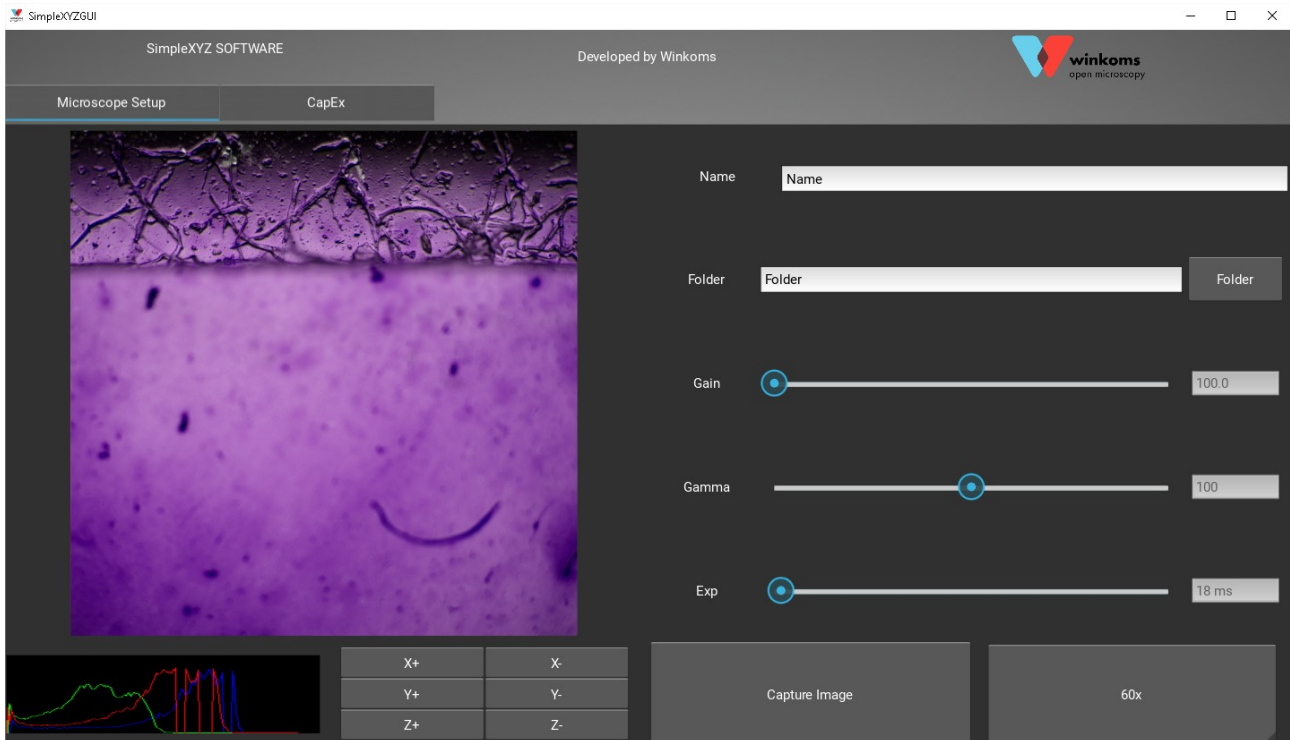 SimpleXYZGUI
SimpleXYZ SOFTWARE
Developed by Winkoms
winkoms
open microscopy
Microscope Setup
CapEx
Name
Name
Folder
Folder
Folder
Gain
100.0
Gamma
100
Exp
18 ms
X+
X-
Y+
Y-
Z+
Z-
Capture Image
60x